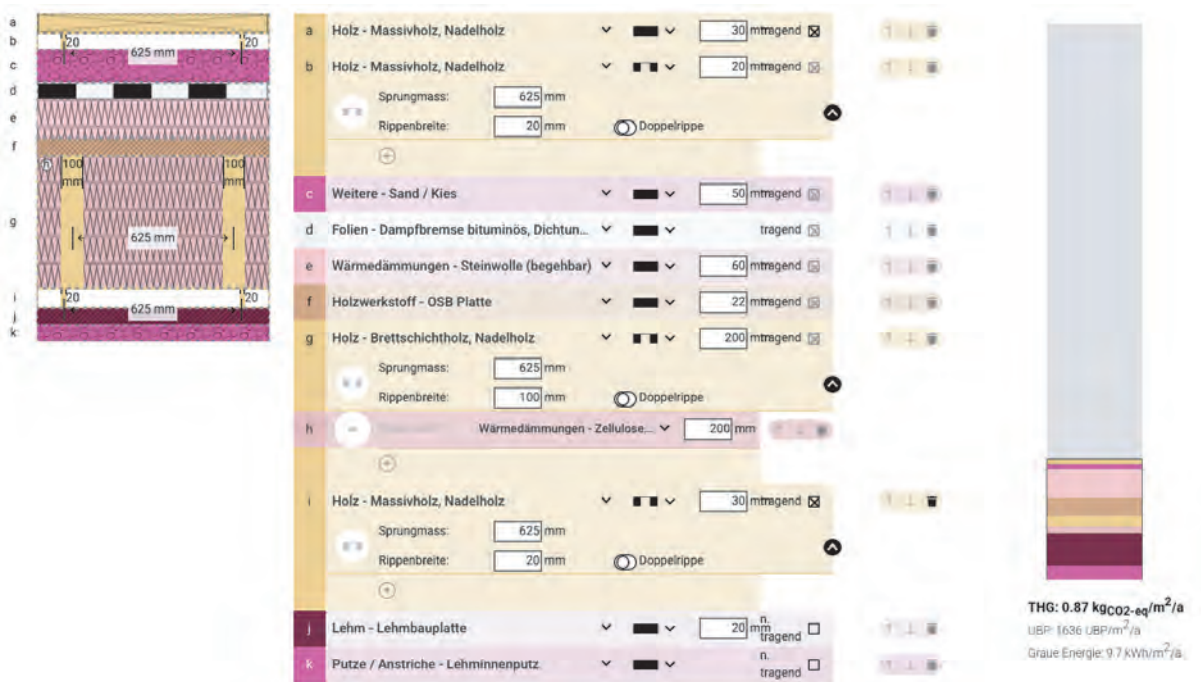 a
b
c
d
e
f
g
i
j
k
20
20
625 mm
h
100 mm
100 mm
625 mm
20
20
625 mm
a Holz - Massivholz, Nadelholz 30 mm tragend
b Holz - Massivholz, Nadelholz 20 mm tragend
Sprungmass: 625 mm
Rippenbreite: 20 mm Doppelrippe
c Weitere - Sand / Kies 50 mm tragend
d Folien - Dampfbremse bituminös, Dichtun... tragend
e Wärmedämmungen - Steinwolle (begehbar) 60 mm tragend
f Holzwerkstoff - OSB Platte 22 mm tragend
g Holz - Brettschichtholz, Nadelholz 200 mm tragend
Sprungmass: 625 mm
Rippenbreite: 100 mm Doppelrippe
h Wärmedämmungen - Zellulose... 200 mm
i Holz - Massivholz, Nadelholz 30 mm tragend
Sprungmass: 625 mm
Rippenbreite: 20 mm Doppelrippe
j Lehm - Lehmbauplatte 20 mm n. tragend
k Putze / Anstriche - Lehminnenputz n. tragend
THG: 0.87 kgCO2-eq/m²/a
UBP: 1636 UBP/m²/a
Graue Energie: 9.7 kWh/m²/a